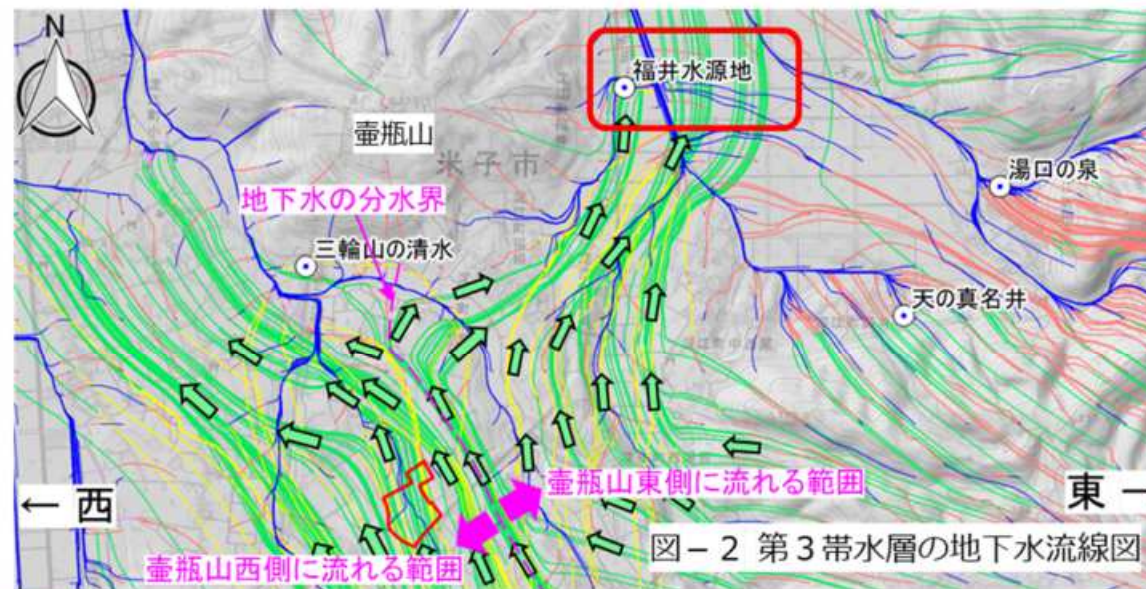 N
福井水源地
壷瓶山
米子市
湯口の泉
地下水の分水界
三輪山の清水
天の真名井
壷瓶山東側に流れる範囲
← 西
東 →
図－2 第3帯水層の地下水流線図
壷瓶山西側に流れる範囲